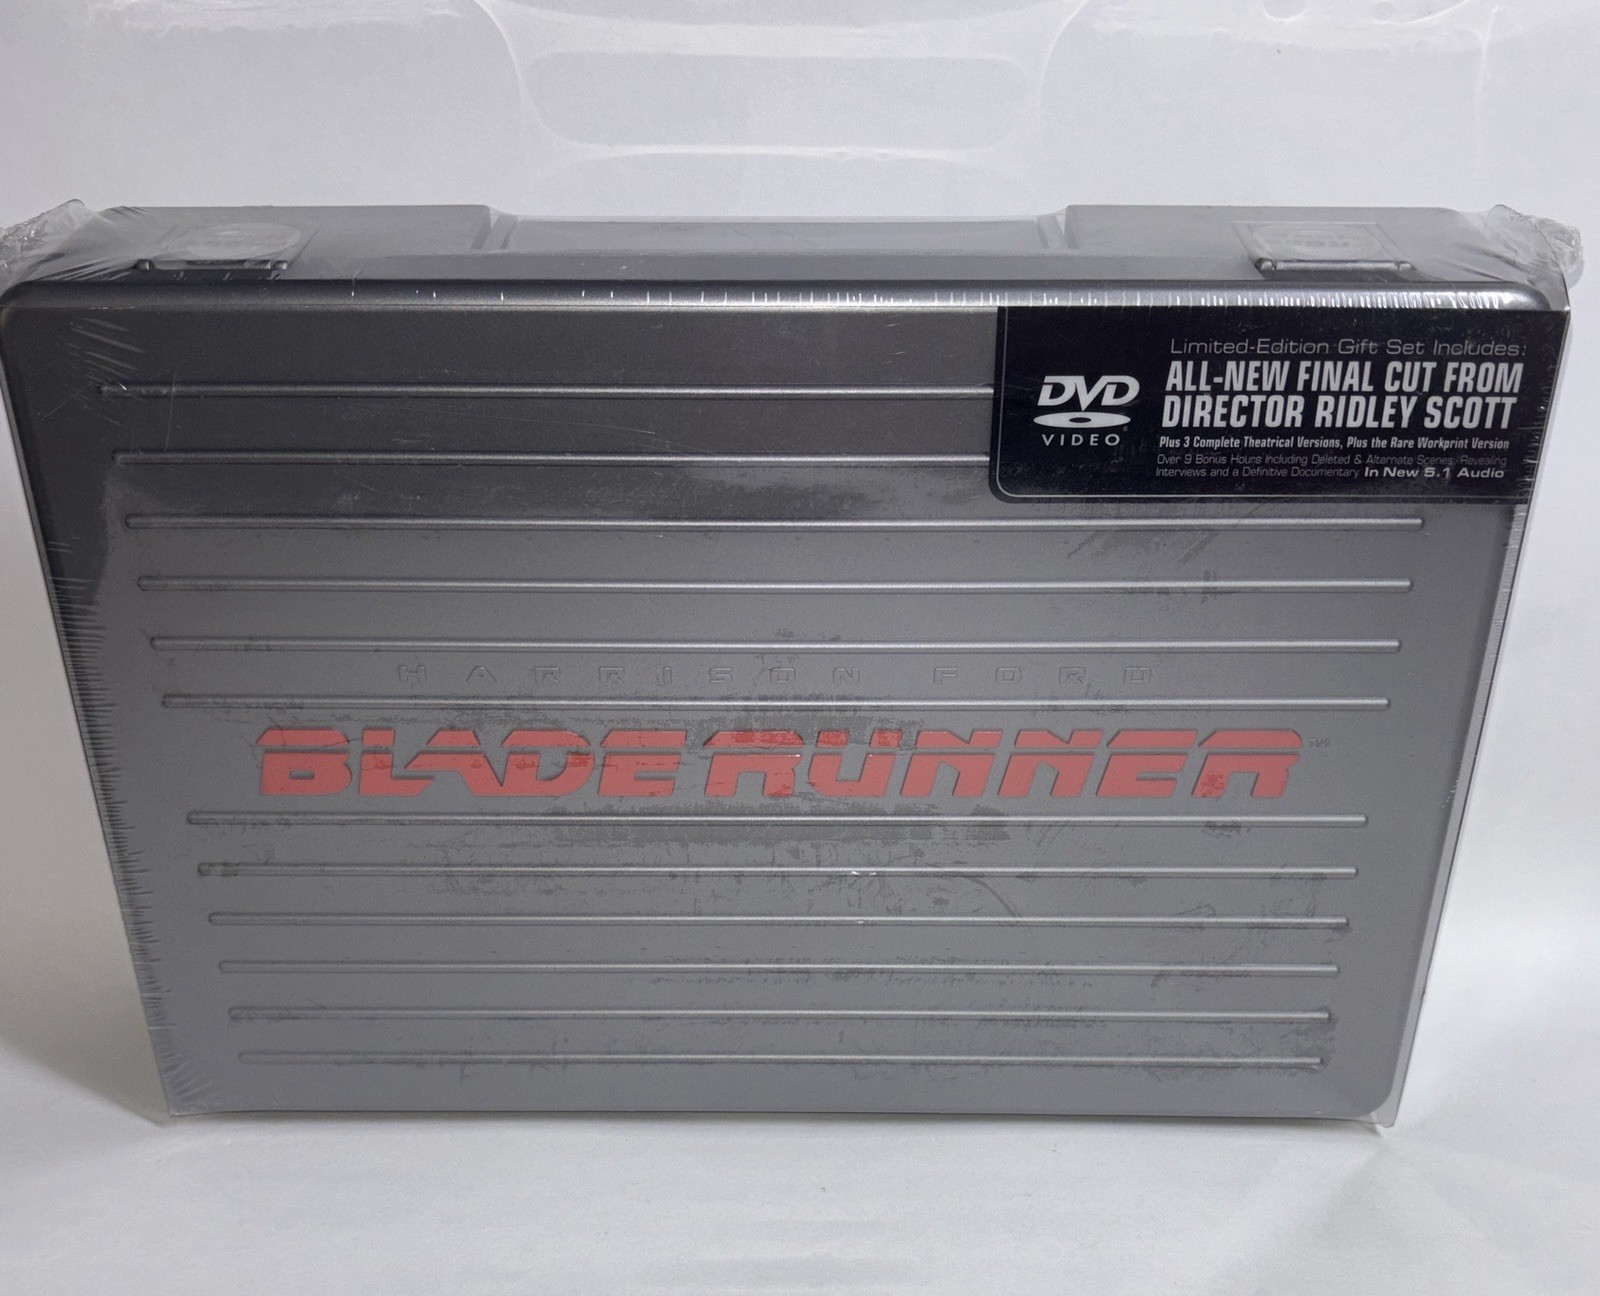 Limited-Edition Gift Set Includes:
ALL-NEW FINAL CUT FROM
DIRECTOR RIDLEY SCOTT
Plus 3 Complete Theatrical Versions, Plus the Rare Workprint Version
Over 9 Bonus Hours Including Deleted & Alternate Scenes, Revealing
Interviews and a Definitive Documentary In New 5.1 Audio
DVD
VIDEO
HARRISON FORD
BLADE RUNNER™